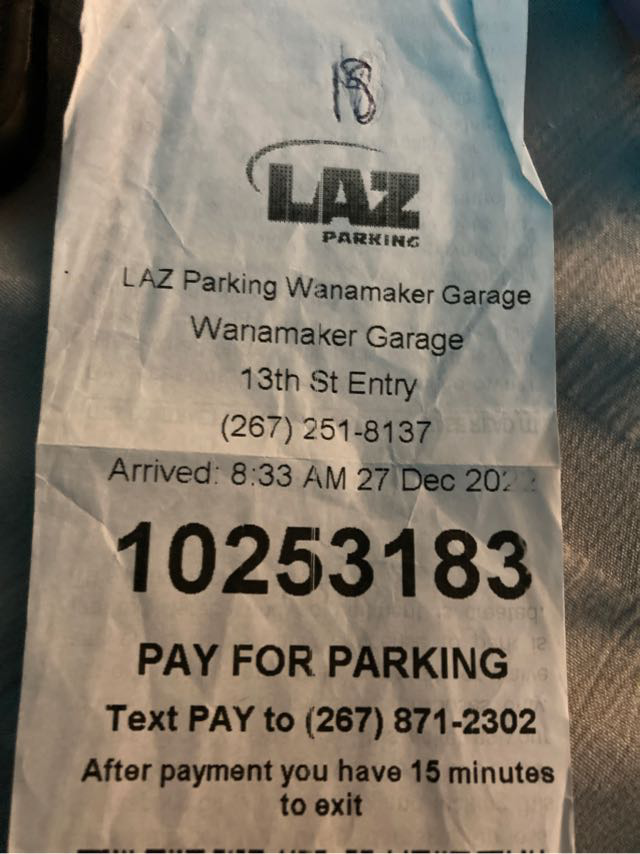 18
LAZ
PARKING
LAZ Parking Wanamaker Garage
Wanamaker Garage
13th St Entry
(267) 251-8137
Arrived: 8:33 AM 27 Dec
10253183
PAY FOR PARKING
Text PAY to (267) 871-2302
After payment you have 15 minutes
to exit